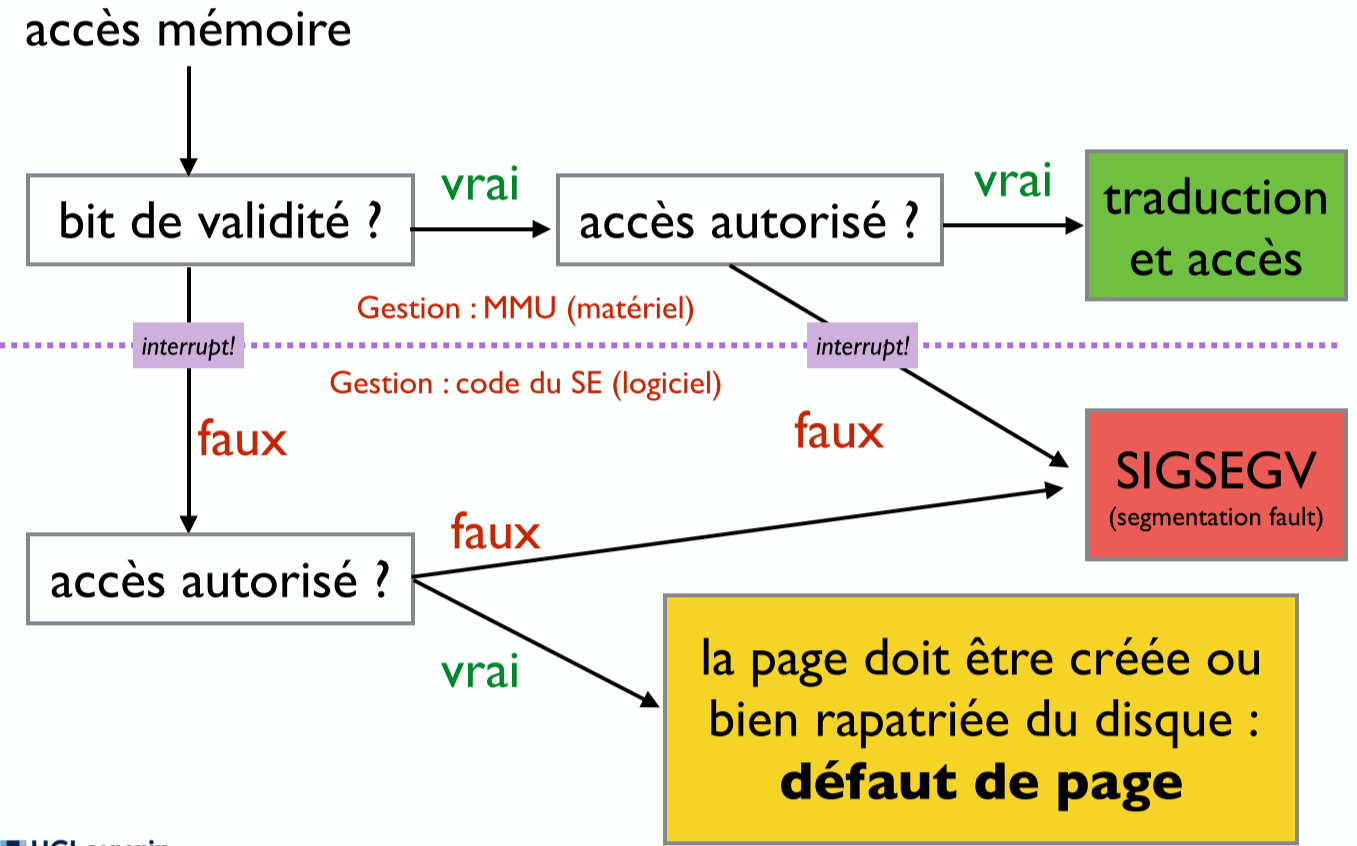 accès mémoire
bit de validité ?
vrai
accès autorisé ?
vrai
traduction
et accès
Gestion : MMU (matériel)
interrupt!
interrupt!
Gestion : code du SE (logiciel)
faux
faux
SIGSEGV
(segmentation fault)
accès autorisé ?
faux
vrai
la page doit être créée ou
bien rapatriée du disque :
défaut de page